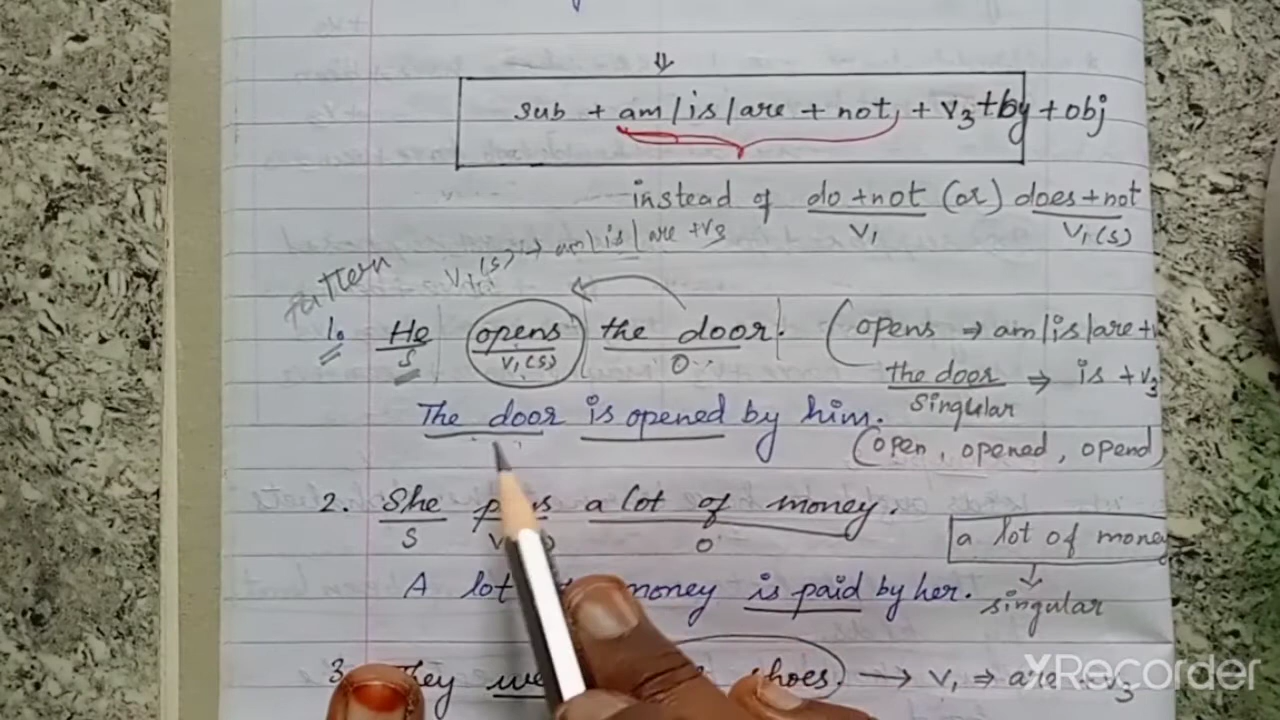 sub + am/is/are + not, + v3 + by + obj
instead of do+not (or) does+not
V1 V1(s)
Pattern V1(s) → am/is/are +v3
1. He opens the door. (opens ⇒ am/is/are+
S V1(s) O the door ⇒ is +v3
singular
The door is opened by him.
(open, opened, opend)
2. She a lot of money. a lot of money
S O
A lot money is paid by her. singular
3. They shoes. → V1 ⇒ are + v3
XRecorder